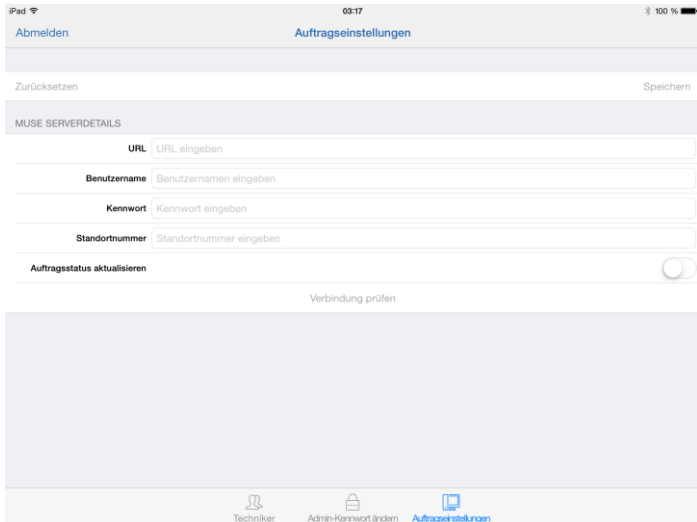 iPad 03:17 100 %
Abmelden Auftragseinstellungen
Zurücksetzen Speichern
MUSE SERVERDETAILS
URL URL eingeben
Benutzername Benutzernamen eingeben
Kennwort Kennwort eingeben
Standortnummer Standortnummer eingeben
Auftragsstatus aktualisieren
Verbindung prüfen
Techniker Admin-Kennwort ändern Auftragseinstellungen